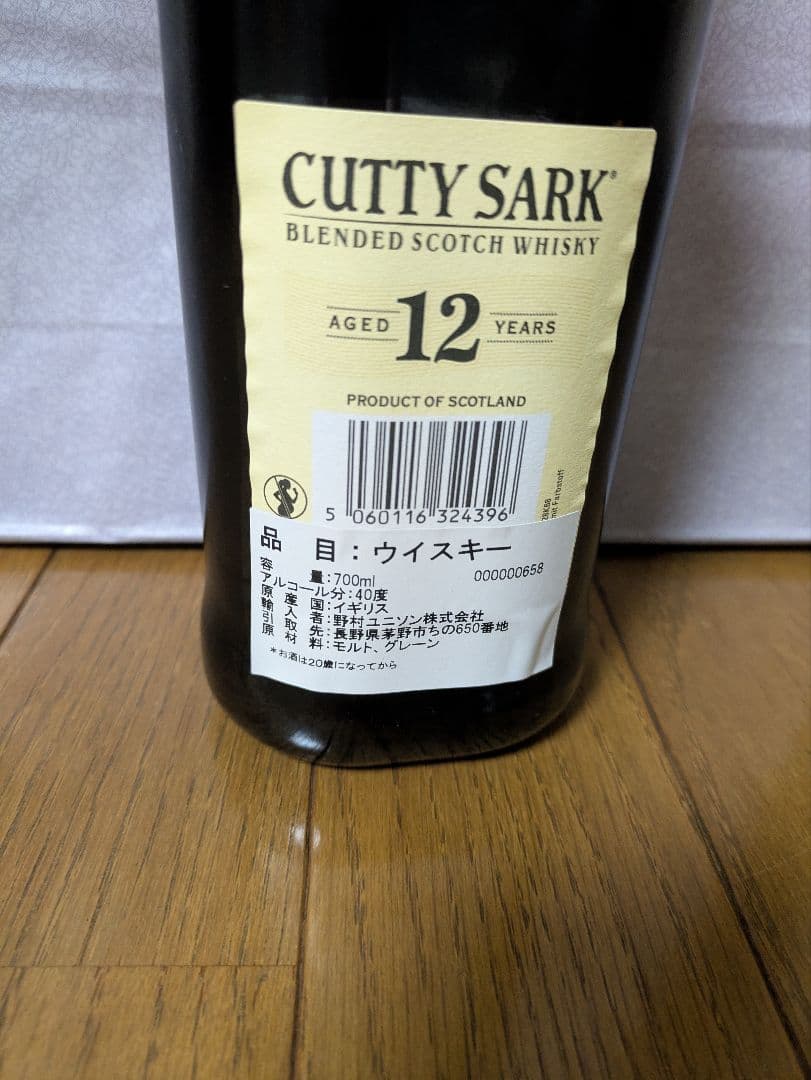 CUTTY SARK®
BLENDED SCOTCH WHISKY
AGED 12 YEARS
PRODUCT OF SCOTLAND
5 060116 324396
mit Farbstoff
品 目:ウイスキー
000000658
容 量:700ml
アルコール分:40度
原産国:イギリス
輸入者:野村ユニソン株式会社
引取先:長野県茅野市ちの650番地
原材料:モルト、グレーン
*お酒は20歳になってから